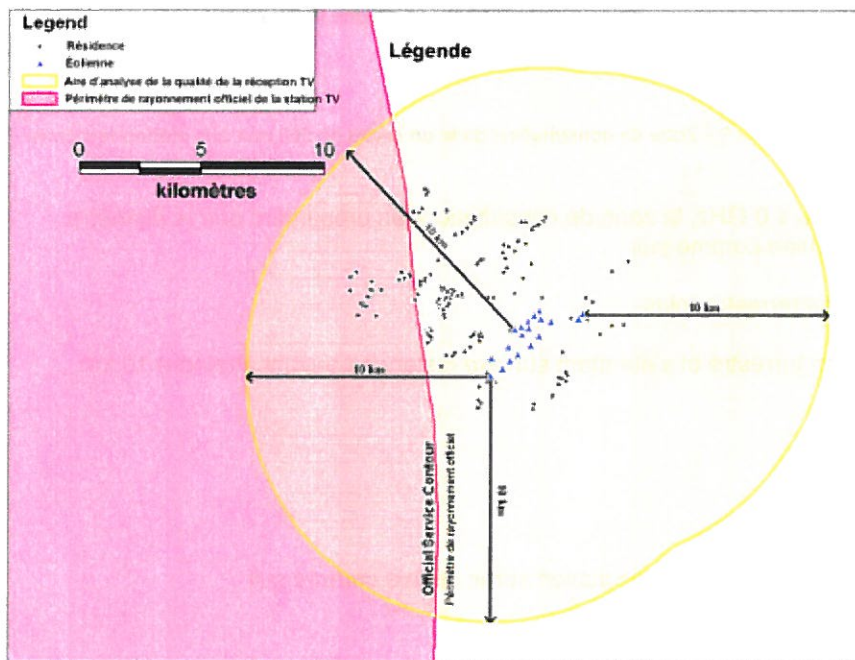 Legend
Résidence
Éolienne
Aire d'analyse de la qualité de la réception TV
Périmètre de rayonnement officiel de la station TV
Légende
0 5 10
kilomètres
10 km
10 km
10 km
10 km
Official Service Contour
Périmètre de rayonnement officiel